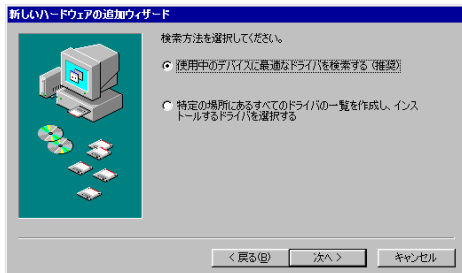 新しいハードウェアの追加ウィザード
検索方法を選択してください。
使用中のデバイスに最適なドライバを検索する (推奨)
特定の場所にあるすべてのドライバの一覧を作成し、インス
トールするドライバを選択する
< 戻る(B)
次へ >
キャンセル